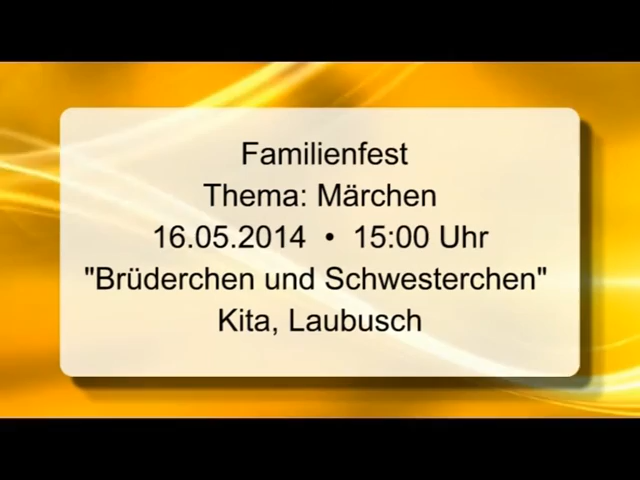 Familienfest
Thema: Märchen
16.05.2014 • 15:00 Uhr
"Brüderchen und Schwesterchen"
Kita, Laubusch